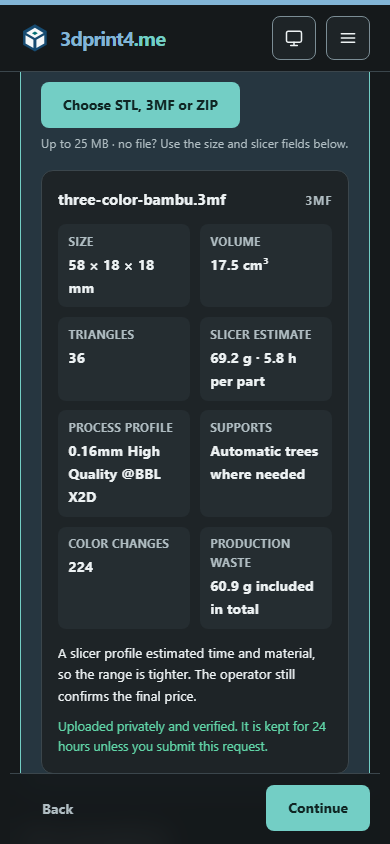 3dprint4.me
Choose STL, 3MF or ZIP
Up to 25 MB · no file? Use the size and slicer fields below.
three-color-bambu.3mf
3MF
SIZE
58 × 18 × 18
mm
VOLUME
17.5 cm³
TRIANGLES
36
SLICER ESTIMATE
69.2 g · 5.8 h
per part
PROCESS PROFILE
0.16mm High
Quality @BBL
X2D
SUPPORTS
Automatic trees
where needed
COLOR CHANGES
224
PRODUCTION
WASTE
60.9 g included
in total
A slicer profile estimated time and material,
so the range is tighter. The operator still
confirms the final price.
Uploaded privately and verified. It is kept for 24
hours unless you submit this request.
Back
Continue